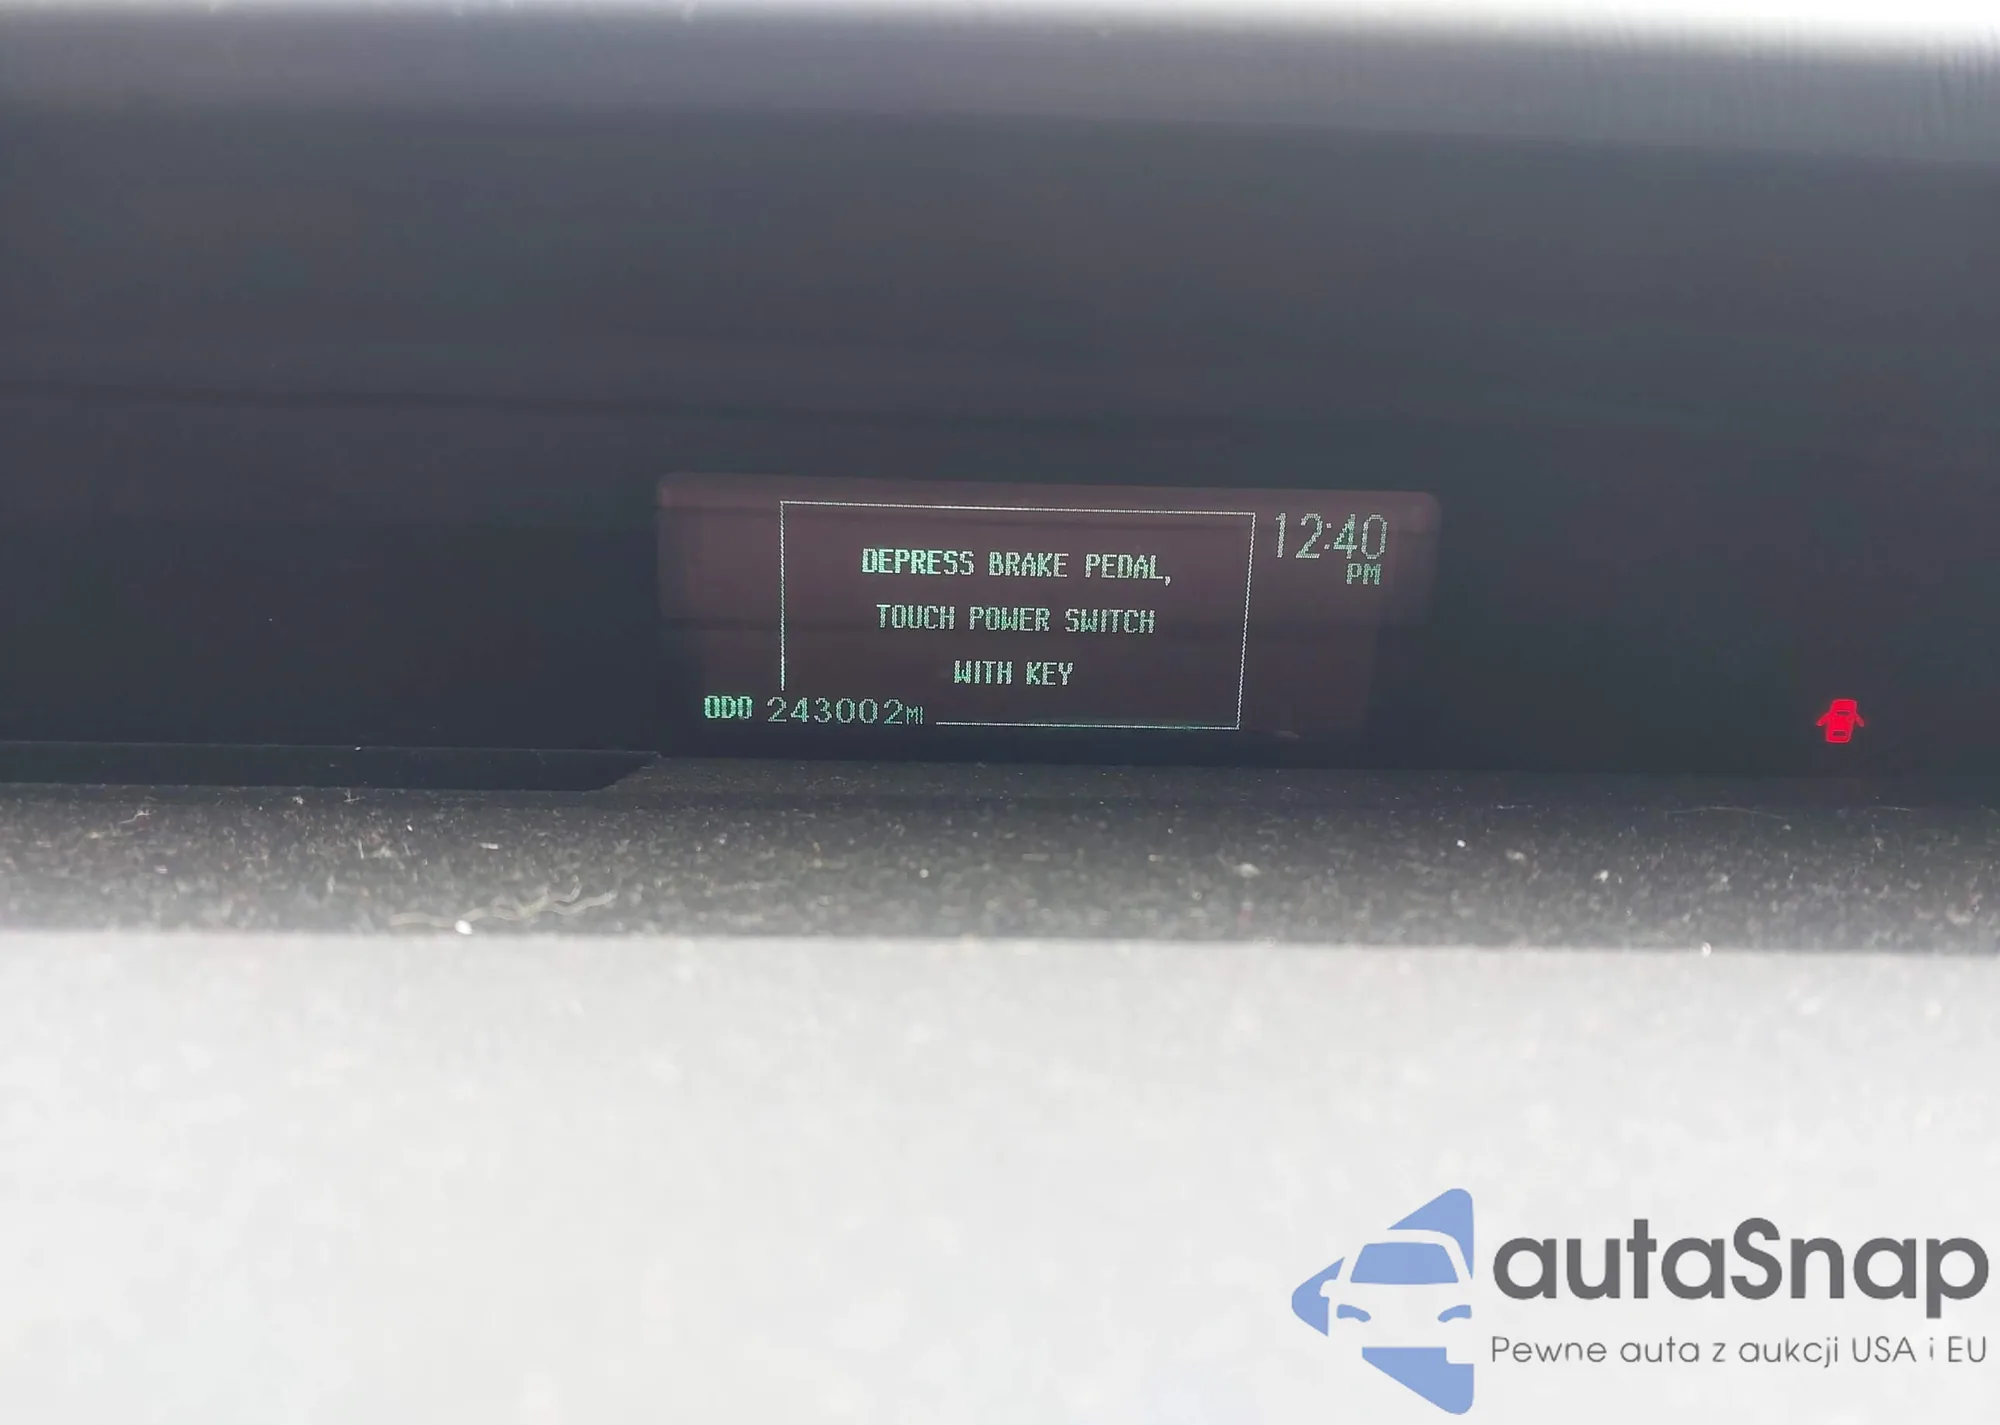 DEPRESS BRAKE PEDAL,
TOUCH POWER SWITCH
WITH KEY
12:40
PM
ODO 243002MI
autaSnap
Pewne auta z aukcji USA i EU